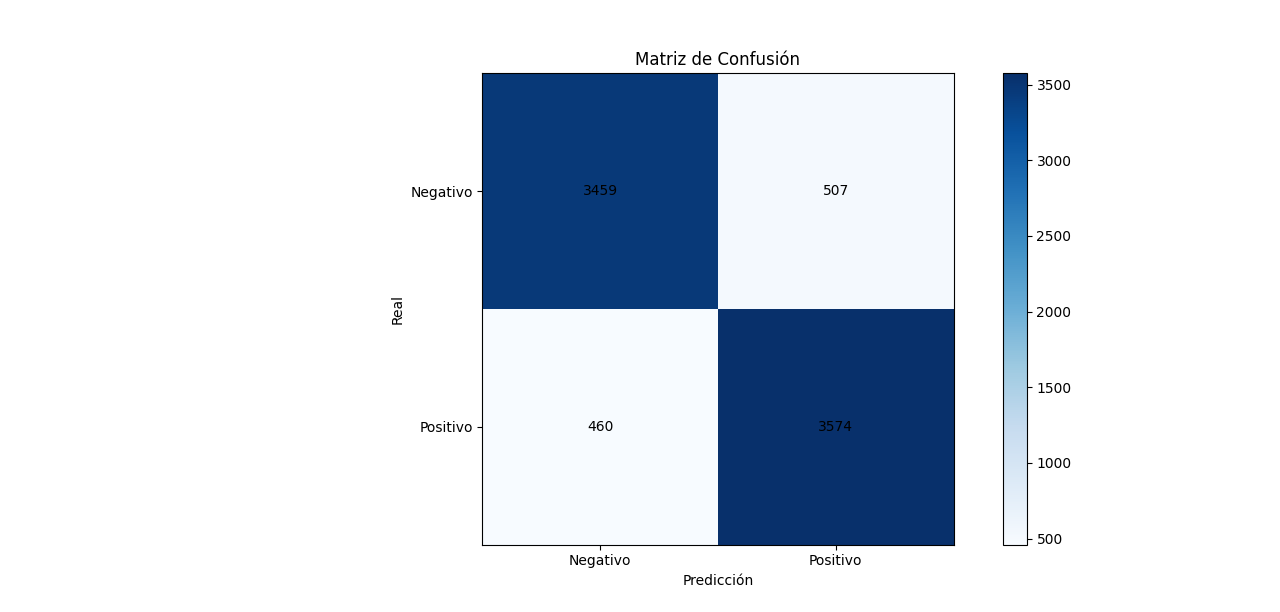 Matriz de Confusión
3500
3000
2500
2000
1500
1000
500
Negativo
3459
507
Real
Positivo
460
3574
Negativo
Positivo
Predicción